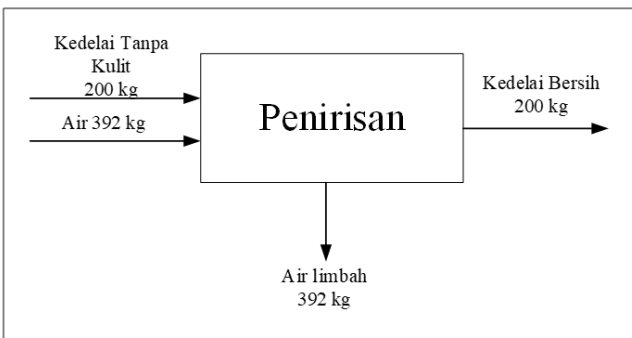 Kedelai Tanpa
Kulit
200 kg
Air 392 kg
Penirisan
Kedelai Bersih
200 kg
Air limbah
392 kg